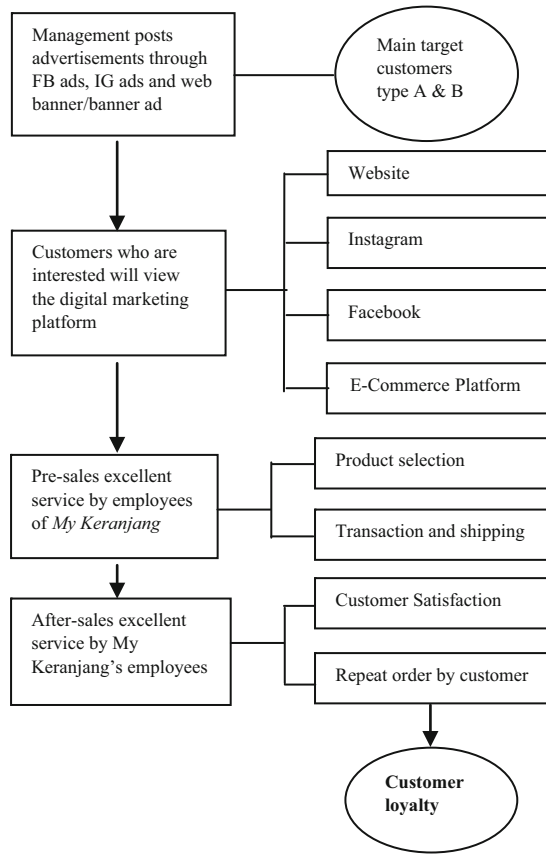 Management posts
advertisements through
FB ads, IG ads and web
banner/banner ad
Main target
customers
type A & B
Website
Instagram
Customers who are
interested will view
the digital marketing
platform
Facebook
E-Commerce Platform
Pre-sales excellent
service by employees
of My Keranjang
Product selection
Transaction and shipping
After-sales excellent
service by My
Keranjang's employees
Customer Satisfaction
Repeat order by customer
Customer
loyalty